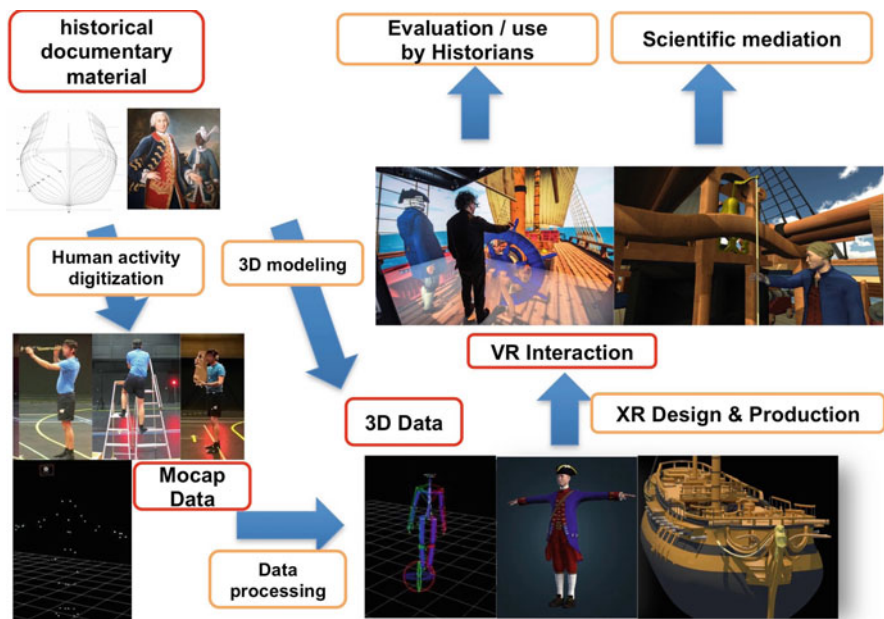 historical
documentary
material
Evaluation / use
by Historians
Scientific mediation
Human activity
digitization
3D modeling
VR Interaction
3D Data
XR Design & Production
Mocap
Data
Data
processing